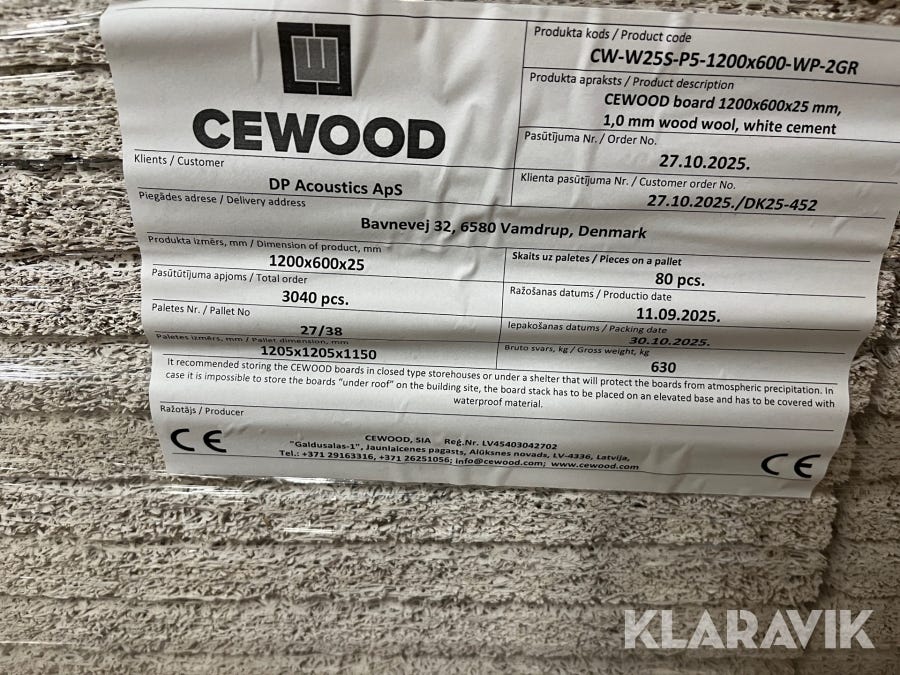 CEWOOD
Produkta kods / Product code
CW-W25S-P5-1200x600-WP-2GR
Produkta apraksts / Product description
CEWOOD board 1200x600x25 mm,
1,0 mm wood wool, white cement
Pasūtījuma Nr. / Order No.
27.10.2025.
Klienta pasūtījuma Nr. / Customer order No.
27.10.2025./DK25-452
Klients / Customer
DP Acoustics ApS
Piegādes adrese / Delivery address
Bavnevej 32, 6580 Vamdrup, Denmark
Produkta izmērs, mm / Dimension of product, mm
1200x600x25
Skaits uz paletes / Pieces on a pallet
80 pcs.
Pasūtūtījuma apjoms / Total order
3040 pcs.
Ražošanas datums / Productio date
11.09.2025.
Paletes Nr. / Pallet No
27/38
Iepakošanas datums / Packing date
30.10.2025.
Paletes izmērs, mm / Pallet dimension, mm
1205x1205x1150
Bruto svars, kg / Gross weight, kg
630
It recommended storing the CEWOOD boards in closed type storehouses or under a shelter that will protect the boards from atmospheric precipitation. In
case it is impossible to store the boards "under roof" on the building site, the board stack has to be placed on an elevated base and has to be covered with
waterproof material.
Ražotājs / Producer
CE
CEWOOD, SIA Reģ.Nr. LV45403042702
"Galdusalas-1", Jaunlaicenes pagasts, Alūksnes novads, LV-4336, Latvija,
Tel.: +371 29163316, +371 26251056; info@cewood.com; www.cewood.com
CE
KLARAVIK